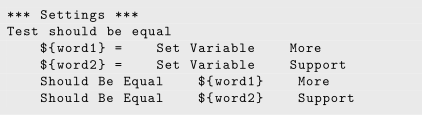 *** Settings ***
Test should be equal
    ${word1} =    Set Variable    More
    ${word2} =    Set Variable    Support
    Should Be Equal    ${word1}    More
    Should Be Equal    ${word2}    Support